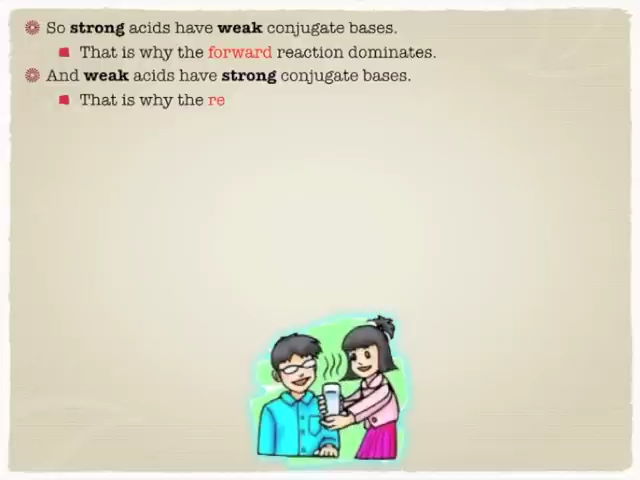 So strong acids have weak conjugate bases.
That is why the forward reaction dominates.
And weak acids have strong conjugate bases.
That is why the re